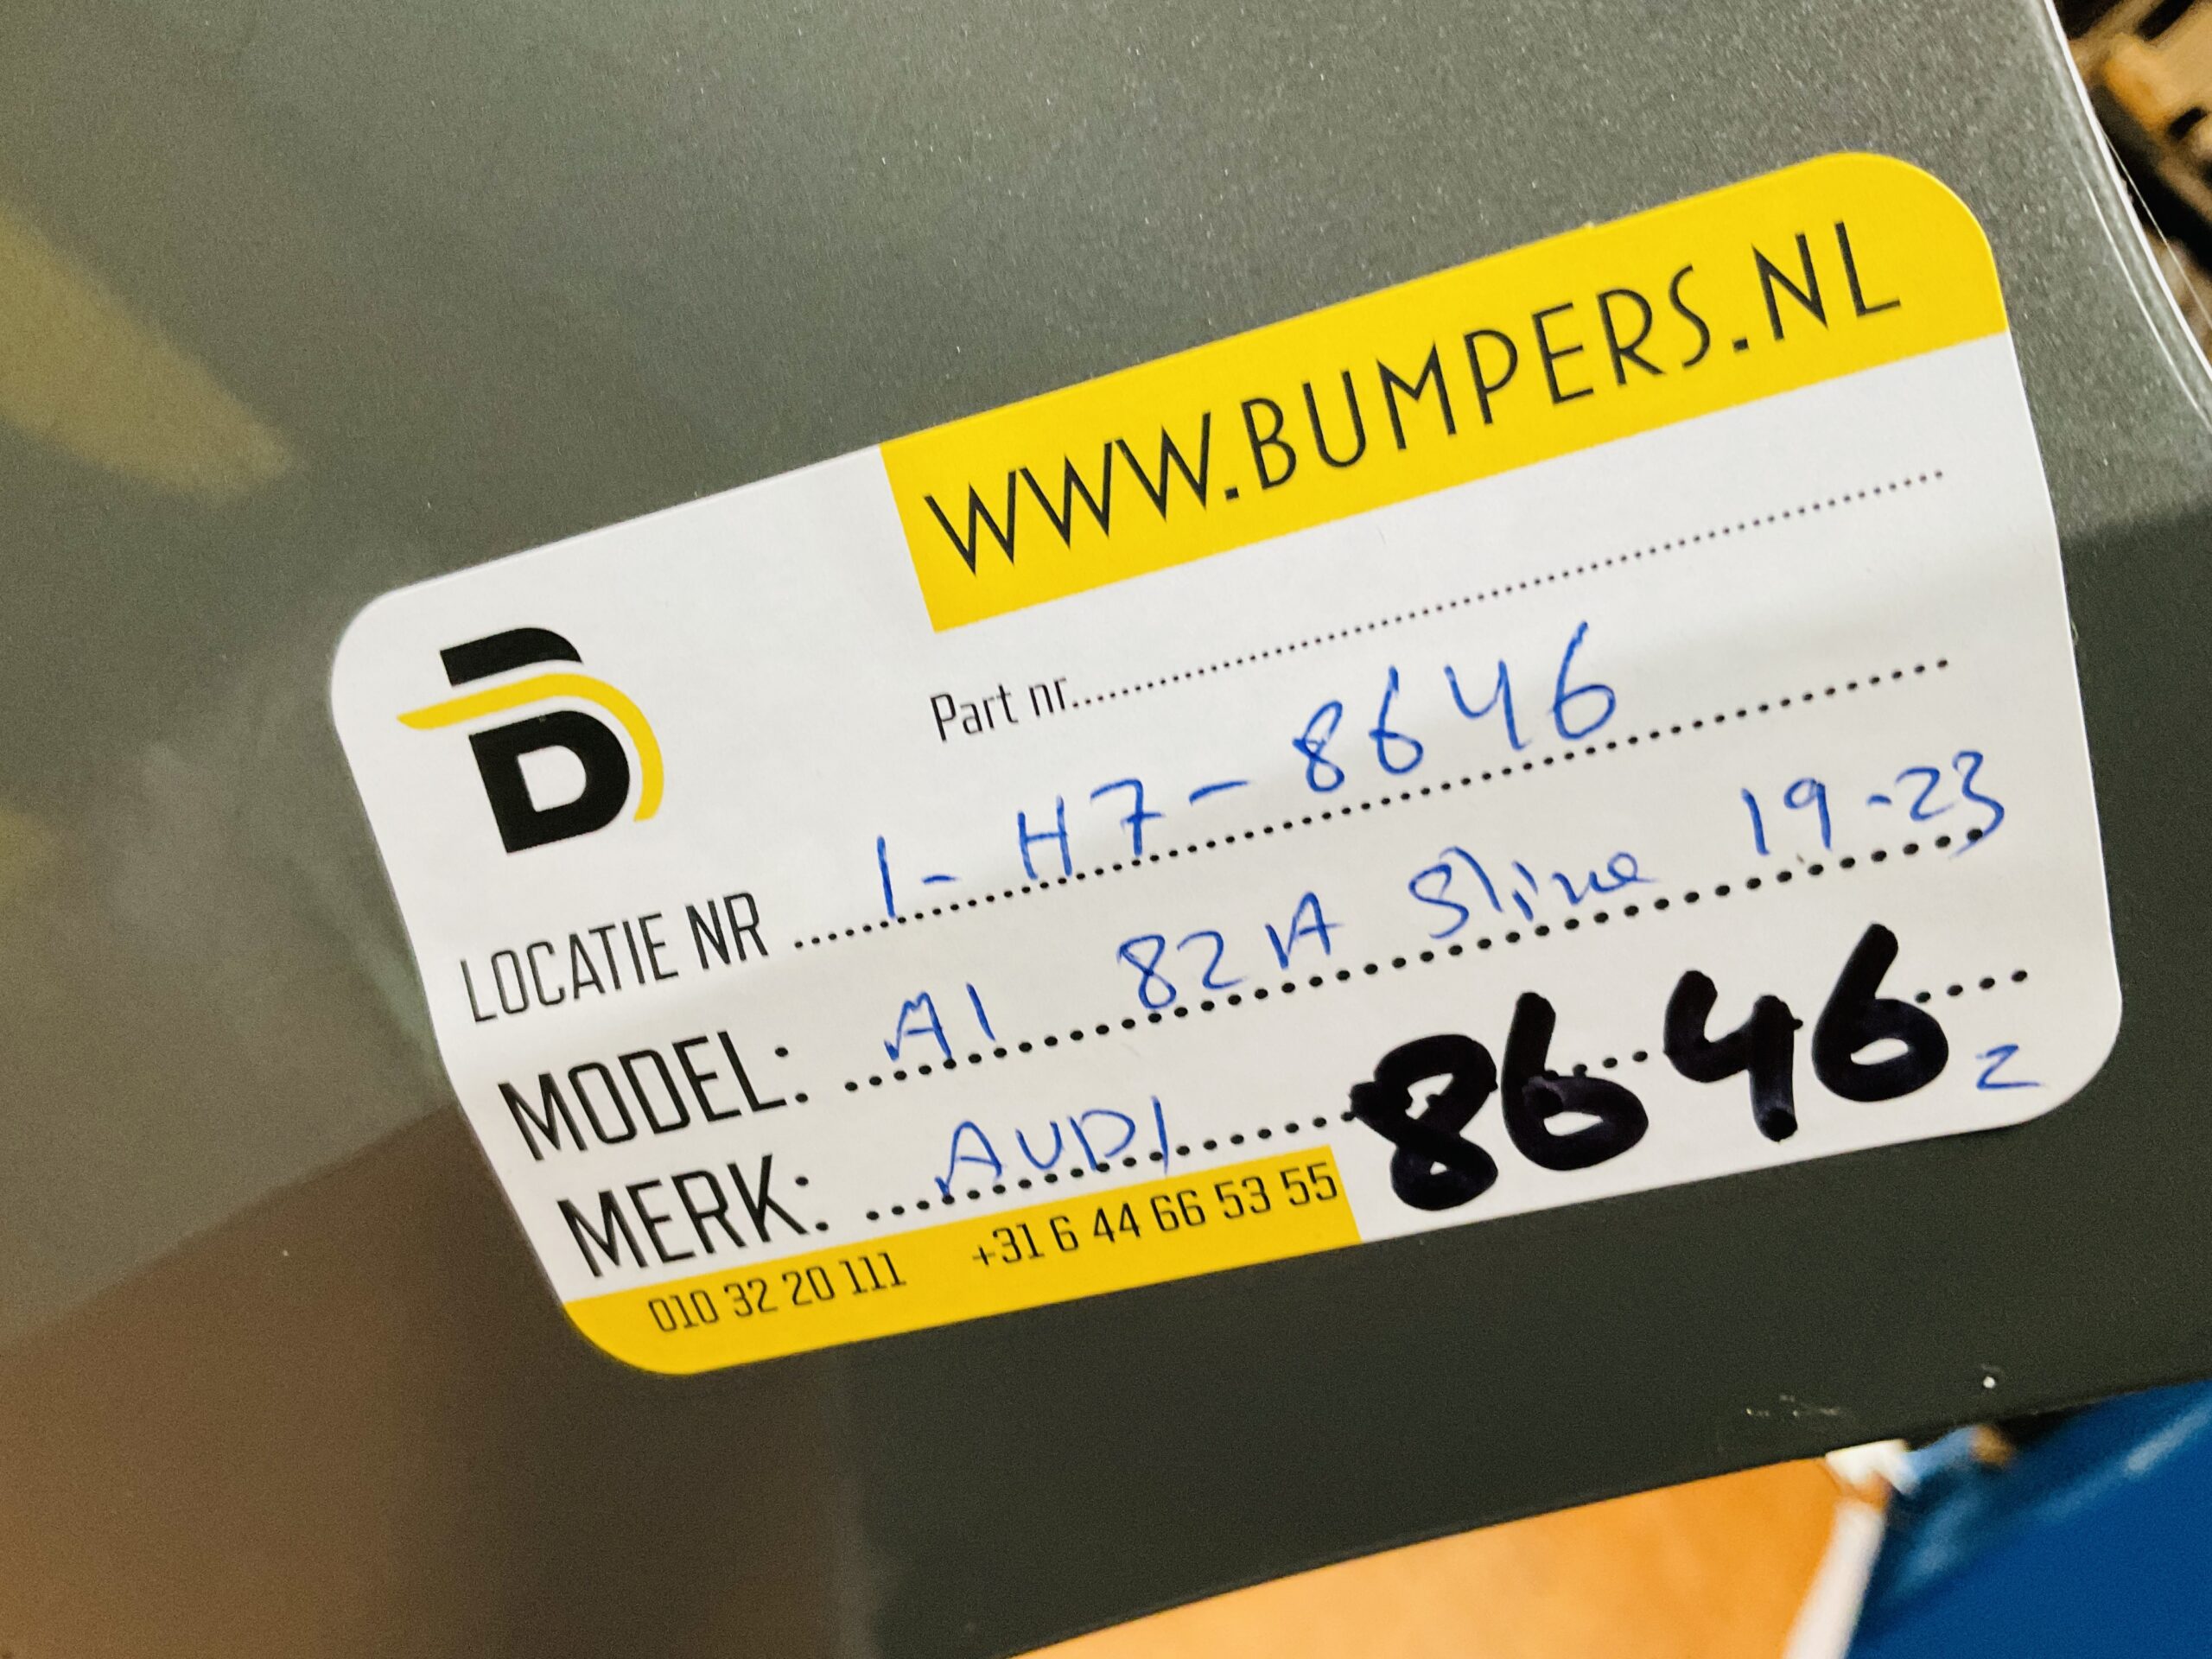 WWW.BUMPERS.NL
Part nr.
LOCATIE NR 1-H7-8646
MODEL: A1 82A Sline 19-23
MERK: AUDI 8646 z
010 32 20 111 +31 6 44 66 53 55